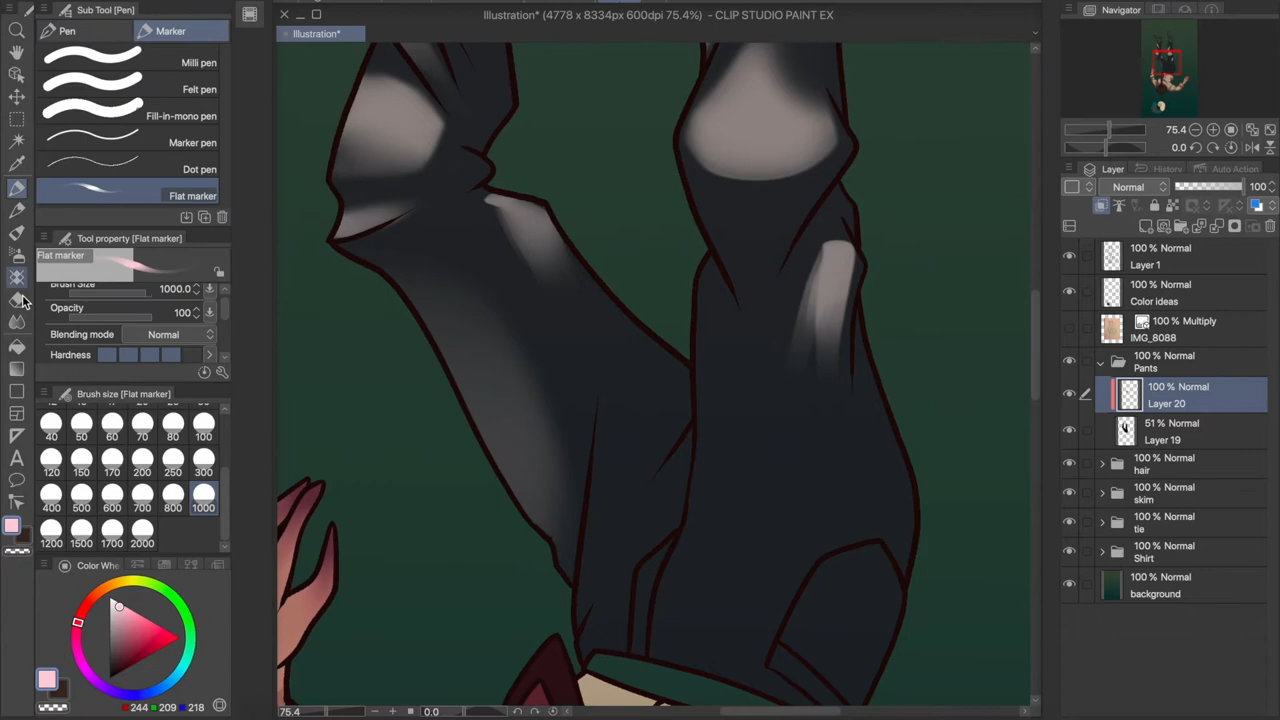 Sub Tool [Pen]
Pen
Marker
Milli pen
Felt pen
Fill-in-mono pen
Marker pen
Dot pen
Flat marker
Tool property [Flat marker]
Flat marker
Brush Size
1000.0
Opacity
100
Blending mode
Normal
Hardness
Brush size [Flat marker]
40 50 60 70 80 100
120 150 170 200 250 300
400 500 600 700 800 1000
1200 1500 1700 2000
Color Whe
244 209 218
Illustration* (4778 x 8334px 600dpi 75.4%) - CLIP STUDIO PAINT EX
Illustration*
75.4
0.0
Navigator
75.4
0.0
Layer
History
Auto Action
Normal
100
100 % Normal
Layer 1
100 % Normal
Color ideas
100 % Multiply
IMG_8088
100 % Normal
Pants
100 % Normal
Layer 20
51 % Normal
Layer 19
100 % Normal
hair
100 % Normal
skim
100 % Normal
tie
100 % Normal
Shirt
100 % Normal
background